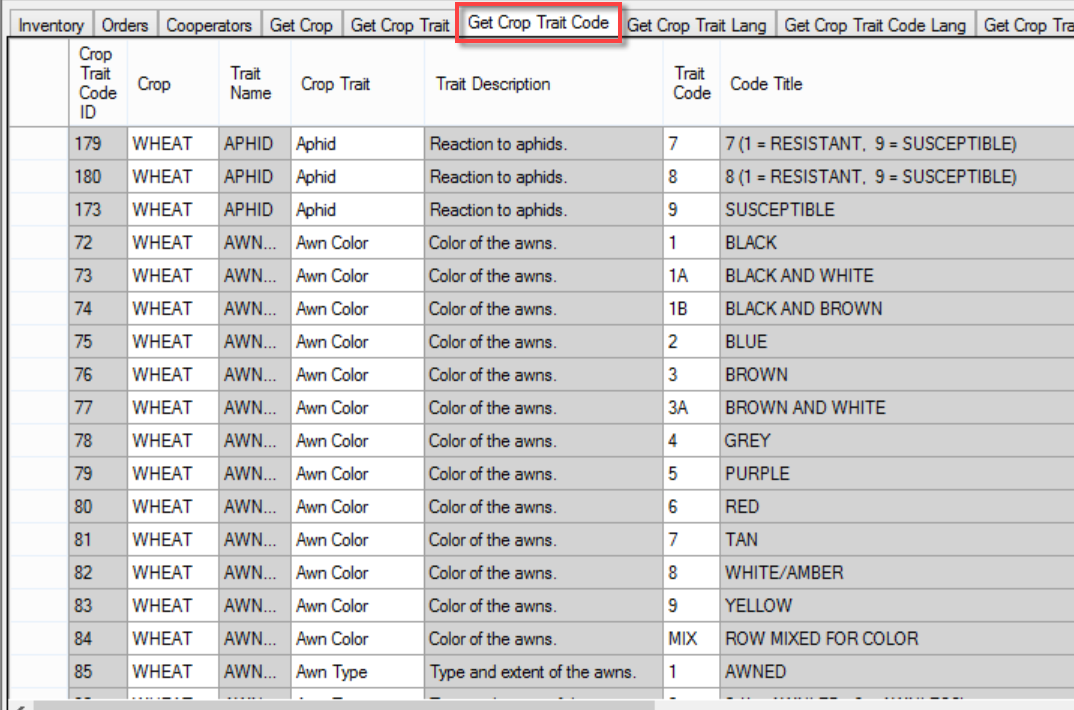 Inventory Orders Cooperators Get Crop Get Crop Trait Get Crop Trait Code Get Crop Trait Lang Get Crop Trait Code Lang Get Crop Tra
Crop Trait Code ID Crop Trait Name Crop Trait Trait Description Trait Code Code Title
179 WHEAT APHID Aphid Reaction to aphids. 7 7 (1 = RESISTANT, 9 = SUSCEPTIBLE)
180 WHEAT APHID Aphid Reaction to aphids. 8 8 (1 = RESISTANT, 9 = SUSCEPTIBLE)
173 WHEAT APHID Aphid Reaction to aphids. 9 SUSCEPTIBLE
72 WHEAT AWN... Awn Color Color of the awns. 1 BLACK
73 WHEAT AWN... Awn Color Color of the awns. 1A BLACK AND WHITE
74 WHEAT AWN... Awn Color Color of the awns. 1B BLACK AND BROWN
75 WHEAT AWN... Awn Color Color of the awns. 2 BLUE
76 WHEAT AWN... Awn Color Color of the awns. 3 BROWN
77 WHEAT AWN... Awn Color Color of the awns. 3A BROWN AND WHITE
78 WHEAT AWN... Awn Color Color of the awns. 4 GREY
79 WHEAT AWN... Awn Color Color of the awns. 5 PURPLE
80 WHEAT AWN... Awn Color Color of the awns. 6 RED
81 WHEAT AWN... Awn Color Color of the awns. 7 TAN
82 WHEAT AWN... Awn Color Color of the awns. 8 WHITE/AMBER
83 WHEAT AWN... Awn Color Color of the awns. 9 YELLOW
84 WHEAT AWN... Awn Color Color of the awns. MIX ROW MIXED FOR COLOR
85 WHEAT AWN... Awn Type Type and extent of the awns. 1 AWNED